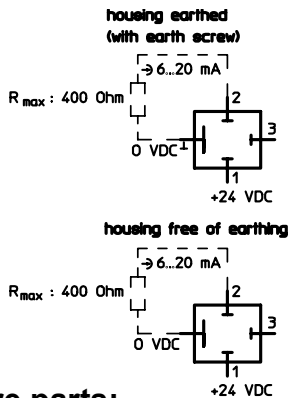 housing earthed
(with earth screw)
6...20 mA
2
R max : 400 Ohm
3
0 VDC
1
+24 VDC
housing free of earthing
6...20 mA
2
R max : 400 Ohm
3
0 VDC
1
+24 VDC
parts: